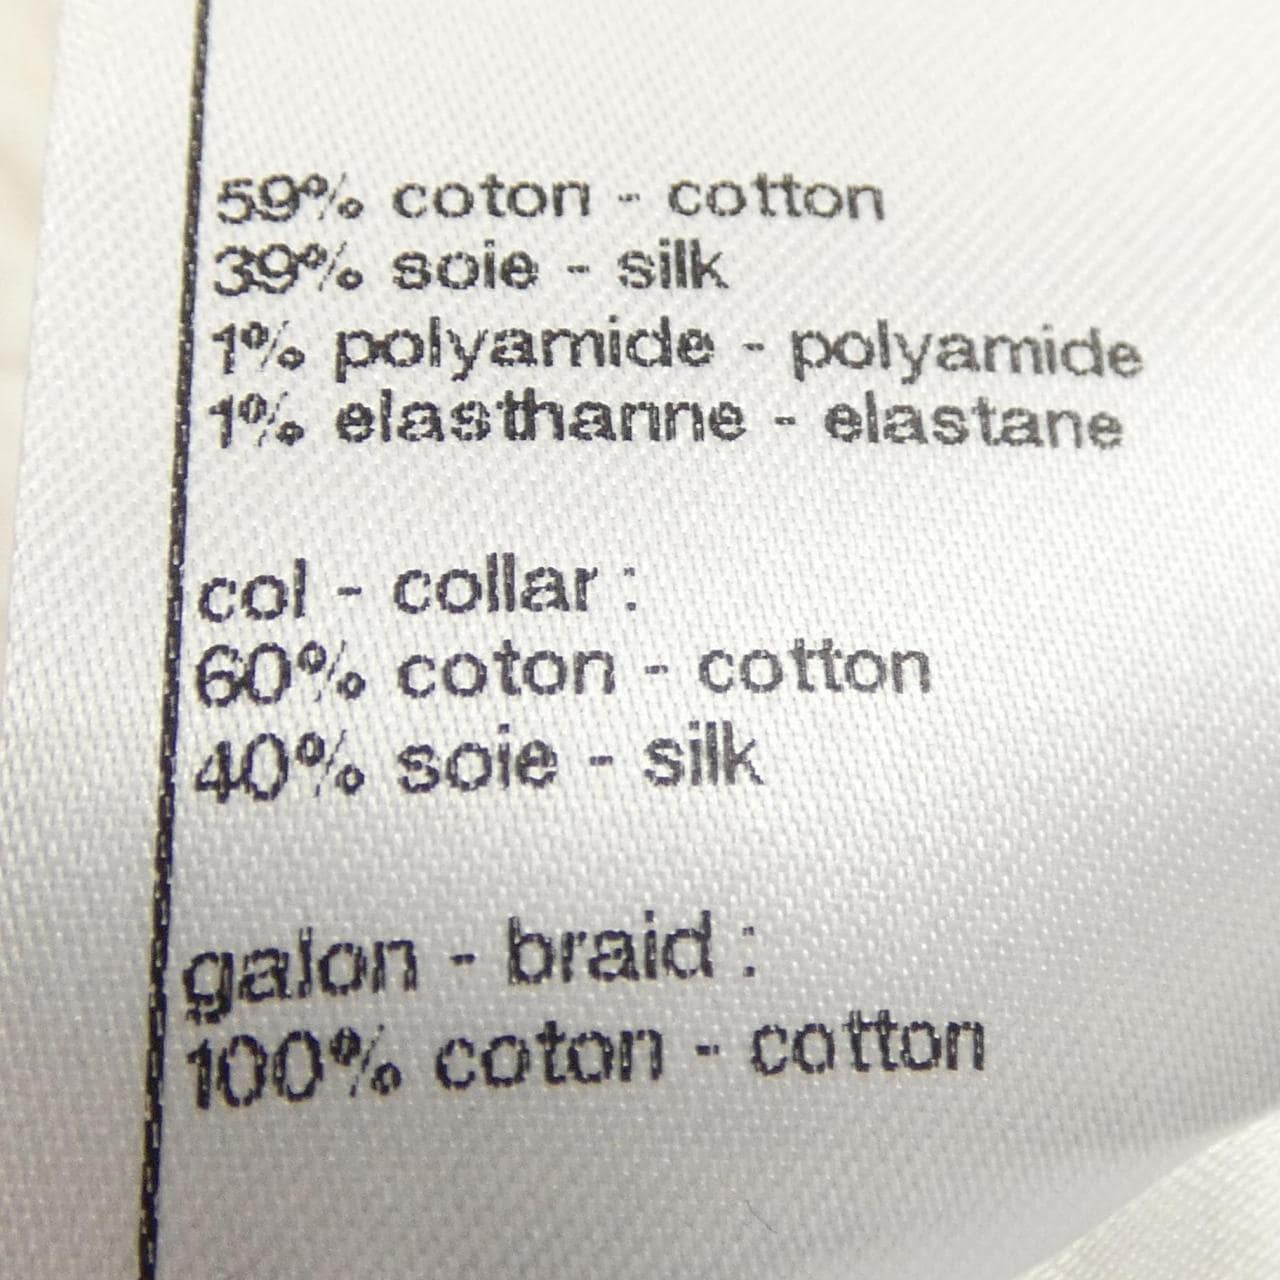 59% coton - cotton
39% soie - silk
1% polyamide - polyamide
1% elasthanne - elastane
col - collar :
60% coton - cotton
40% soie - silk
galon - braid :
100% coton - cotton